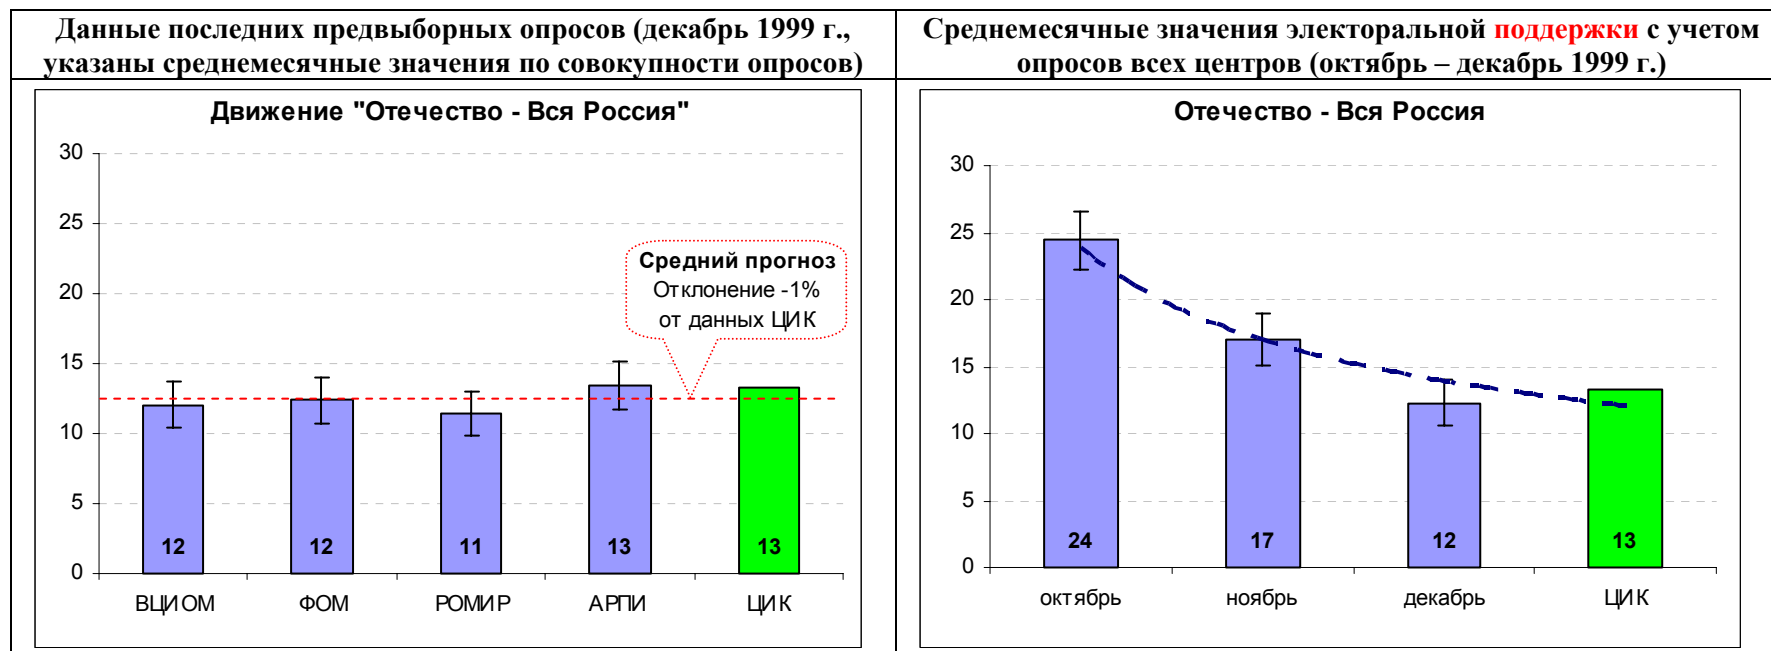 Данные последних предвыборных опросов (декабрь 1999 г.,
указаны среднемесячные значения по совокупности опросов)
Среднемесячные значения электоральной поддержки с учетом
опросов всех центров (октябрь – декабрь 1999 г.)
Движение "Отечество - Вся Россия"
30
25
20
15
10
5
0
Средний прогноз
Отклонение -1%
от данных ЦИК
12
12
11
13
13
ВЦИОМ
ФОМ
РОМИР
АРПИ
ЦИК
Отечество - Вся Россия
30
25
20
15
10
5
0
24
17
12
13
октябрь
ноябрь
декабрь
ЦИК